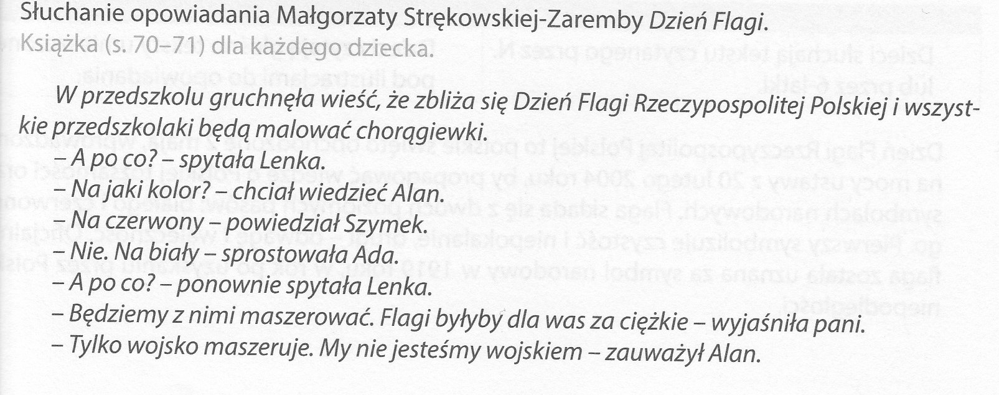 Słuchanie opowiadania Małgorzaty Strękowskiej-Zaremby Dzień Flagi.
Książka (s. 70–71) dla każdego dziecka.
W przedszkolu gruchnęła wieść, że zbliża się Dzień Flagi Rzeczypospolitej Polskiej i wszyst-
kie przedszkolaki będą malować chorągiewki.
– A po co? – spytała Lenka.
– Na jaki kolor? – chciał wiedzieć Alan.
– Na czerwony – powiedział Szymek.
– Nie. Na biały – sprostowała Ada.
– A po co? – ponownie spytała Lenka.
– Będziemy z nimi maszerować. Flagi byłyby dla was za ciężkie – wyjaśniła pani.
– Tylko wojsko maszeruje. My nie jesteśmy wojskiem – zauważył Alan.